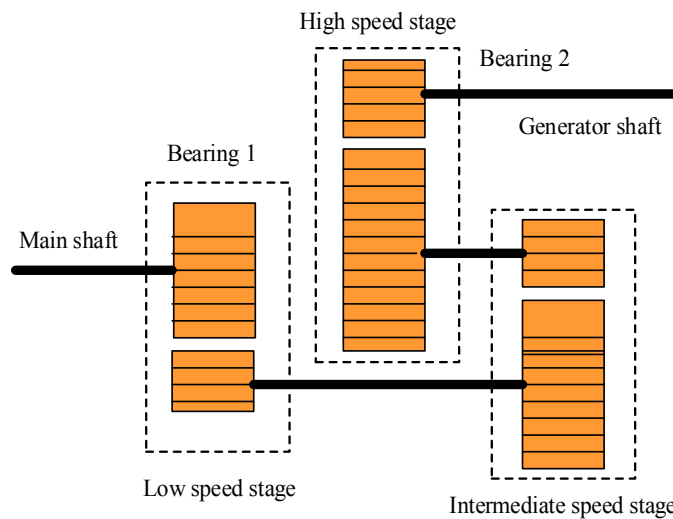 High speed stage
Bearing 2
Generator shaft
Bearing 1
Main shaft
Low speed stage
Intermediate speed stage